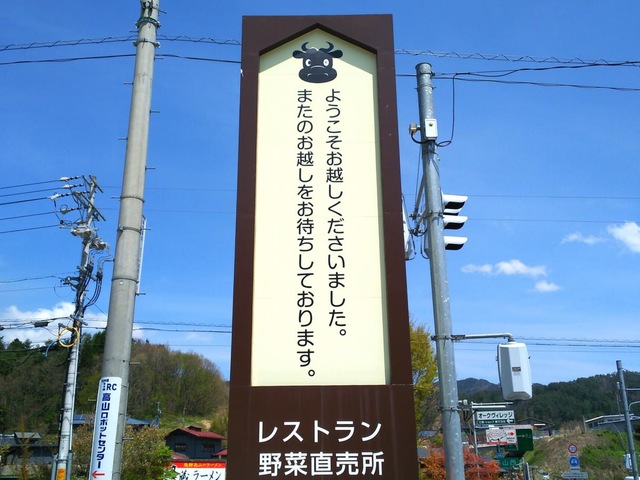 ようこそお越しくださいました。
またのお越しをお待ちしております。
レストラン
野菜直売所
RC
高山ロボットセンター
ラーメン
オークヴィレッジ